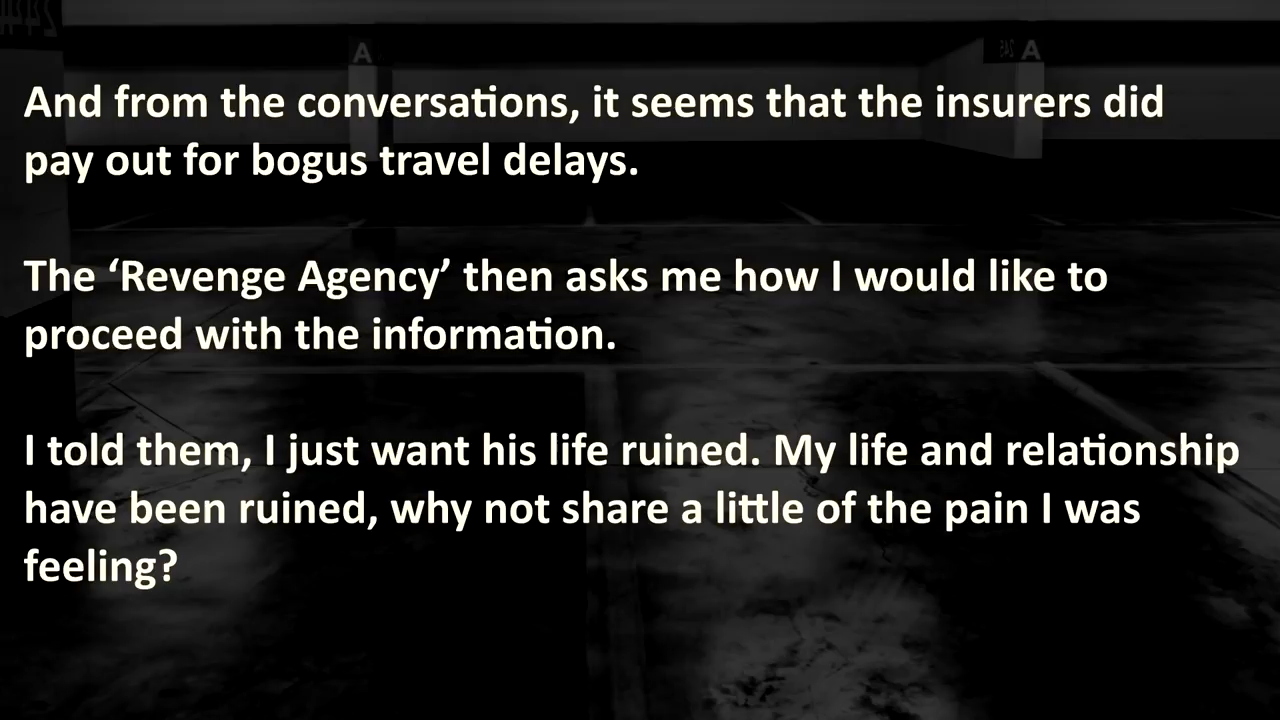 A
A
And from the conversations, it seems that the insurers did
pay out for bogus travel delays.
The ‘Revenge Agency’ then asks me how I would like to
proceed with the information.
I told them, I just want his life ruined. My life and relationship
have been ruined, why not share a little of the pain I was
feeling?